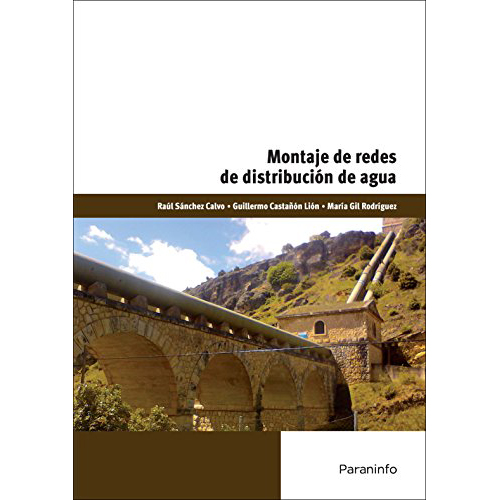 Montaje de redes
de distribución de agua
Raúl Sánchez Calvo • Guillermo Castañón Lión • María Gil Rodríguez
Paraninfo